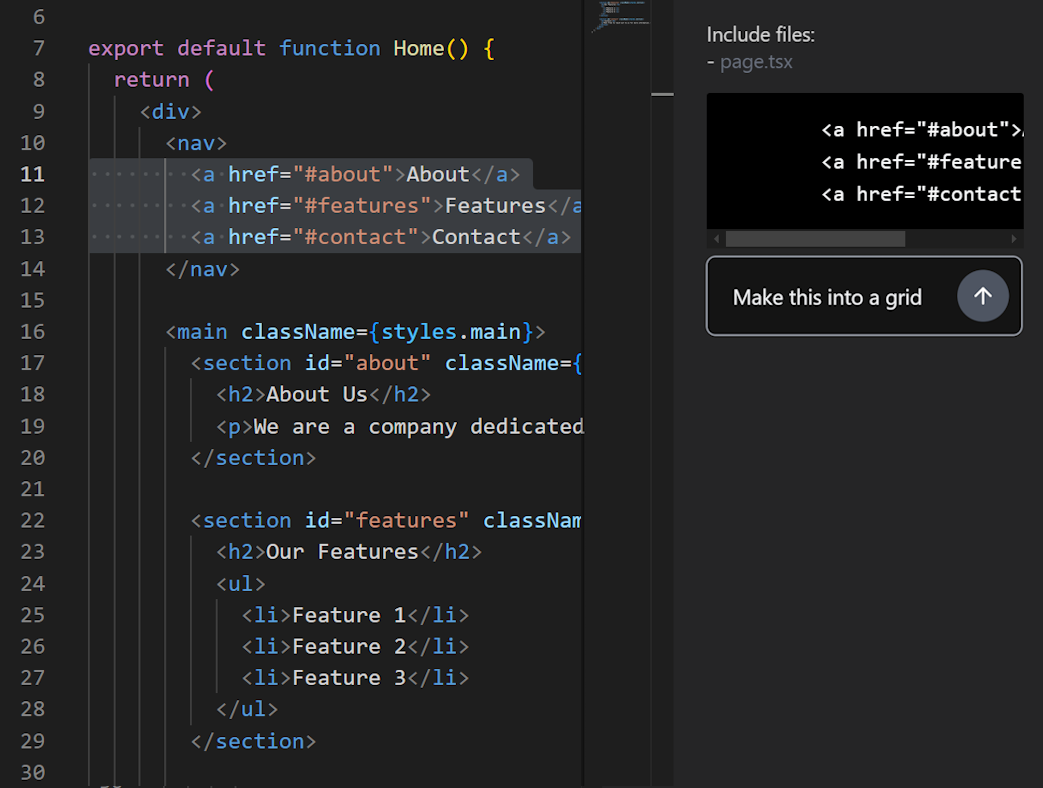 6
7 export default function Home() {
8 return (
9 <div>
10 <nav>
11 <a href="#about">About</a>
12 <a href="#features">Features</a
13 <a href="#contact">Contact</a>
14 </nav>
15
16 <main className={styles.main}>
17 <section id="about" className={
18 <h2>About Us</h2>
19 <p>We are a company dedicated
20 </section>
21
22 <section id="features" classNam
23 <h2>Our Features</h2>
24 <ul>
25 <li>Feature 1</li>
26 <li>Feature 2</li>
27 <li>Feature 3</li>
28 </ul>
29 </section>
30
Include files:
- page.tsx
<a href="#about">
<a href="#feature
<a href="#contact
Make this into a grid